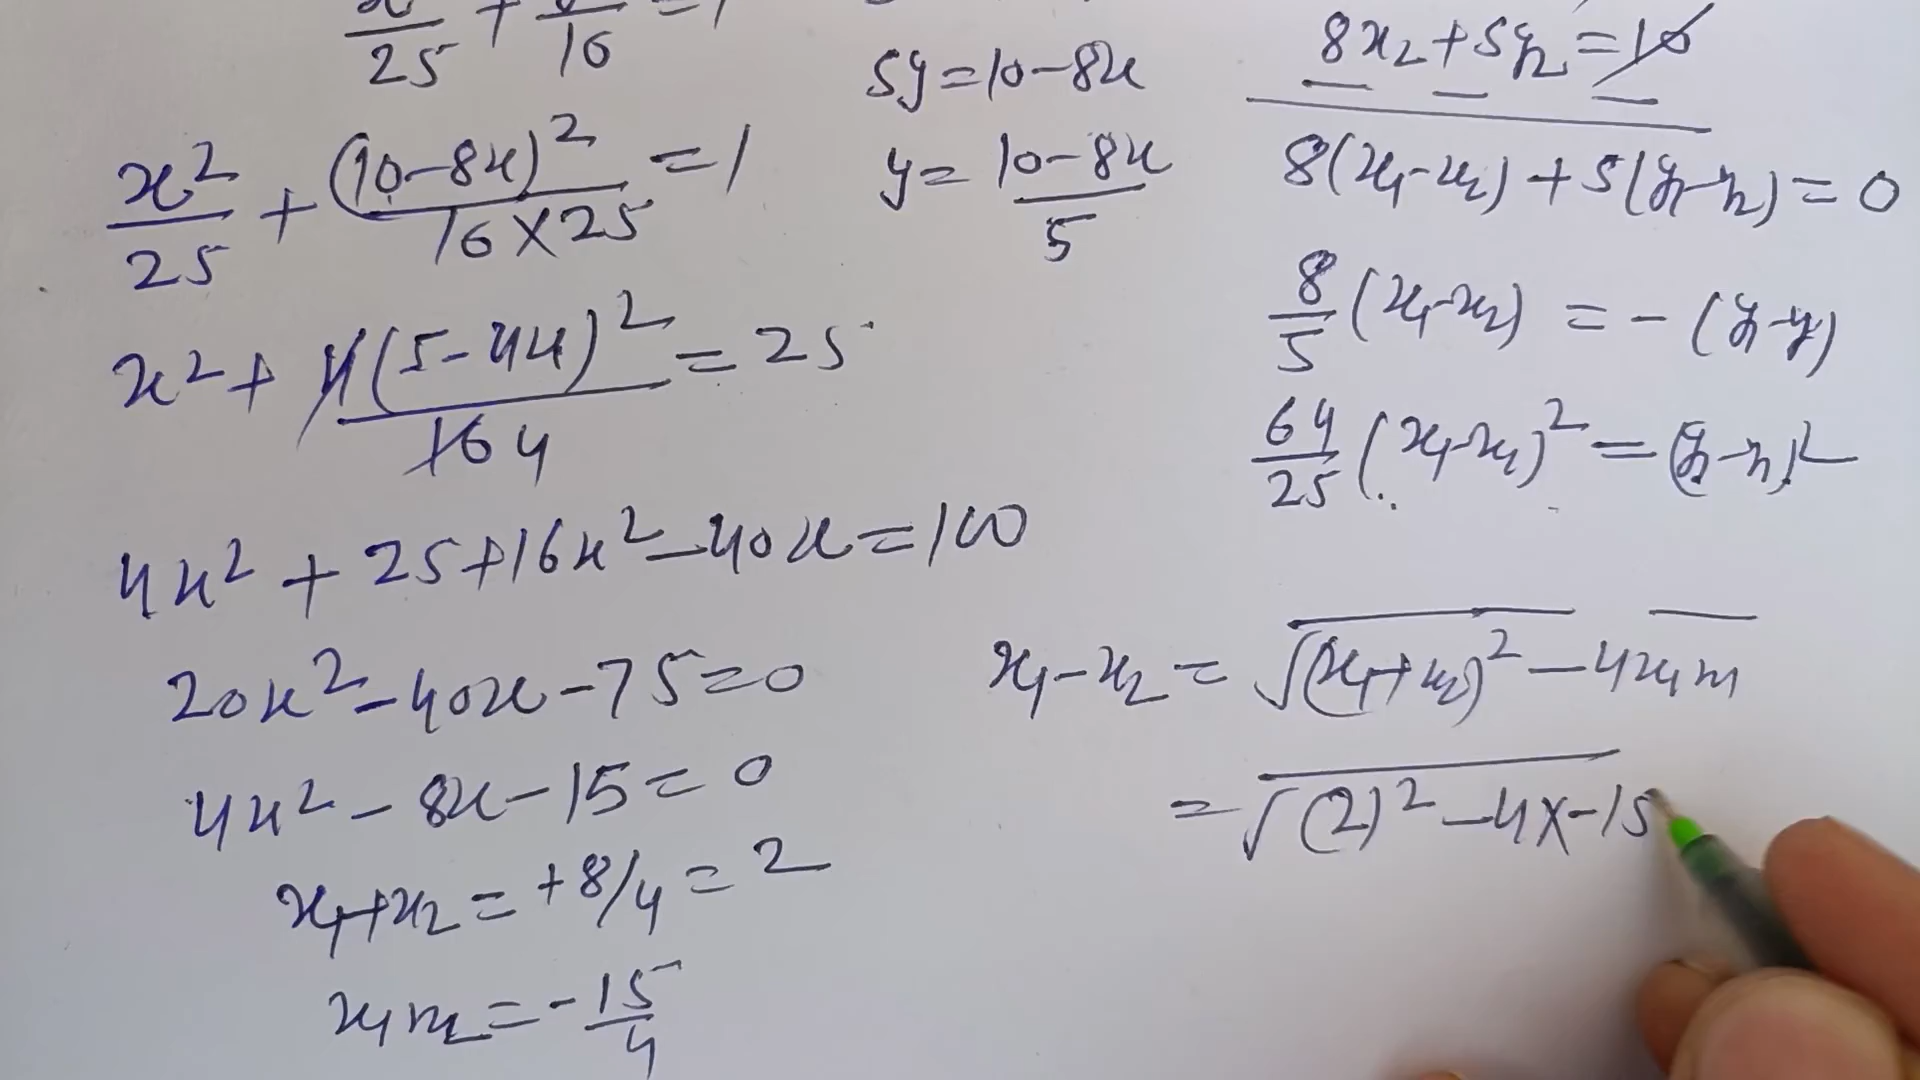 x²/25 + y²/16 = 1
x²/25 + (10-8x)²/16×25 = 1
x² + 4(5-4x)²/16 4 = 25
4x² + 25+16x²-40x = 100
20x²-40x-75=0
4x²-8x-15=0
x₁+x₂ = +8/4 = 2
x₁x₂ = -15/4
5y=10-8x
y = 10-8x/5
8x₂+5y₂=10
8(x₁-x₂)+5(y₁-y₂)=0
8/5(x₁-x₂) = -(y₁-y)
64/25(x₁-x₂)² = (y₁-y₂)²
x₁-x₂ = √(x₁+x₂)²-4x₁x₂
= √(2)²-4×-15